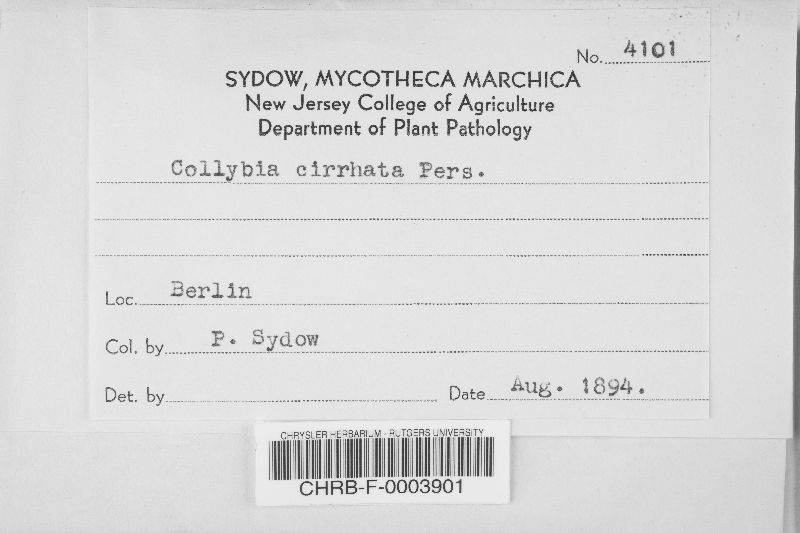 No. 4101
SYDOW, MYCOTHECA MARCHICA
New Jersey College of Agriculture
Department of Plant Pathology
Collybia cirrhata Pers.
Loc. Berlin
Col. by P. Sydow
Det. by Date Aug. 1894.
CHRYSLER HERBARIUM - RUTGERS UNIVERSITY
CHRB-F-0003901